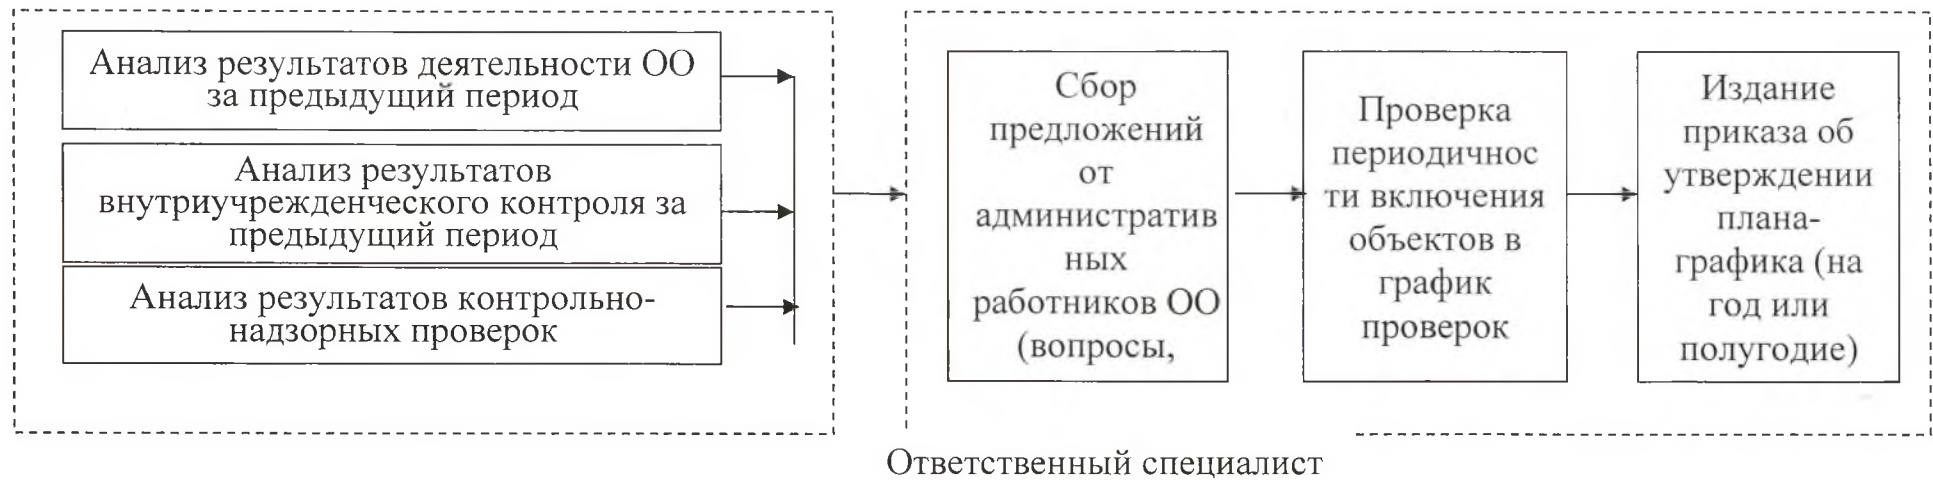 Анализ результатов деятельности ОО
за предыдущий период
Анализ результатов
внутриучрежденческого контроля за
предыдущий период
Анализ результатов контрольно-
надзорных проверок
Сбор
предложений
от
административ
ных
работников ОО
(вопросы,
Проверка
периодичнос
ти включения
объектов в
график
проверок
Издание
приказа об
утверждении
плана-
графика (на
год или
полугодие)
Ответственный специалист